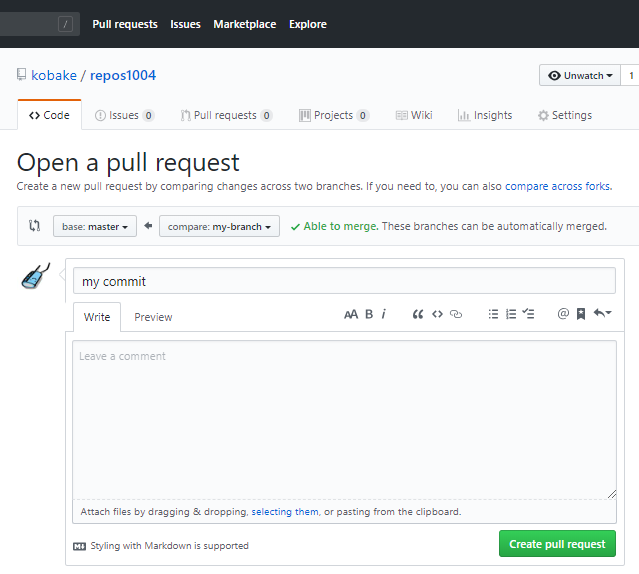 / Pull requests Issues Marketplace Explore
kobake / repos1004 Unwatch 1
Code Issues 0 Pull requests 0 Projects 0 Wiki Insights Settings
Open a pull request
Create a new pull request by comparing changes across two branches. If you need to, you can also compare across forks.
base: master compare: my-branch Able to merge. These branches can be automatically merged.
my commit
Write Preview AA B i @
Leave a comment
Attach files by dragging & dropping, selecting them, or pasting from the clipboard.
Styling with Markdown is supported Create pull request